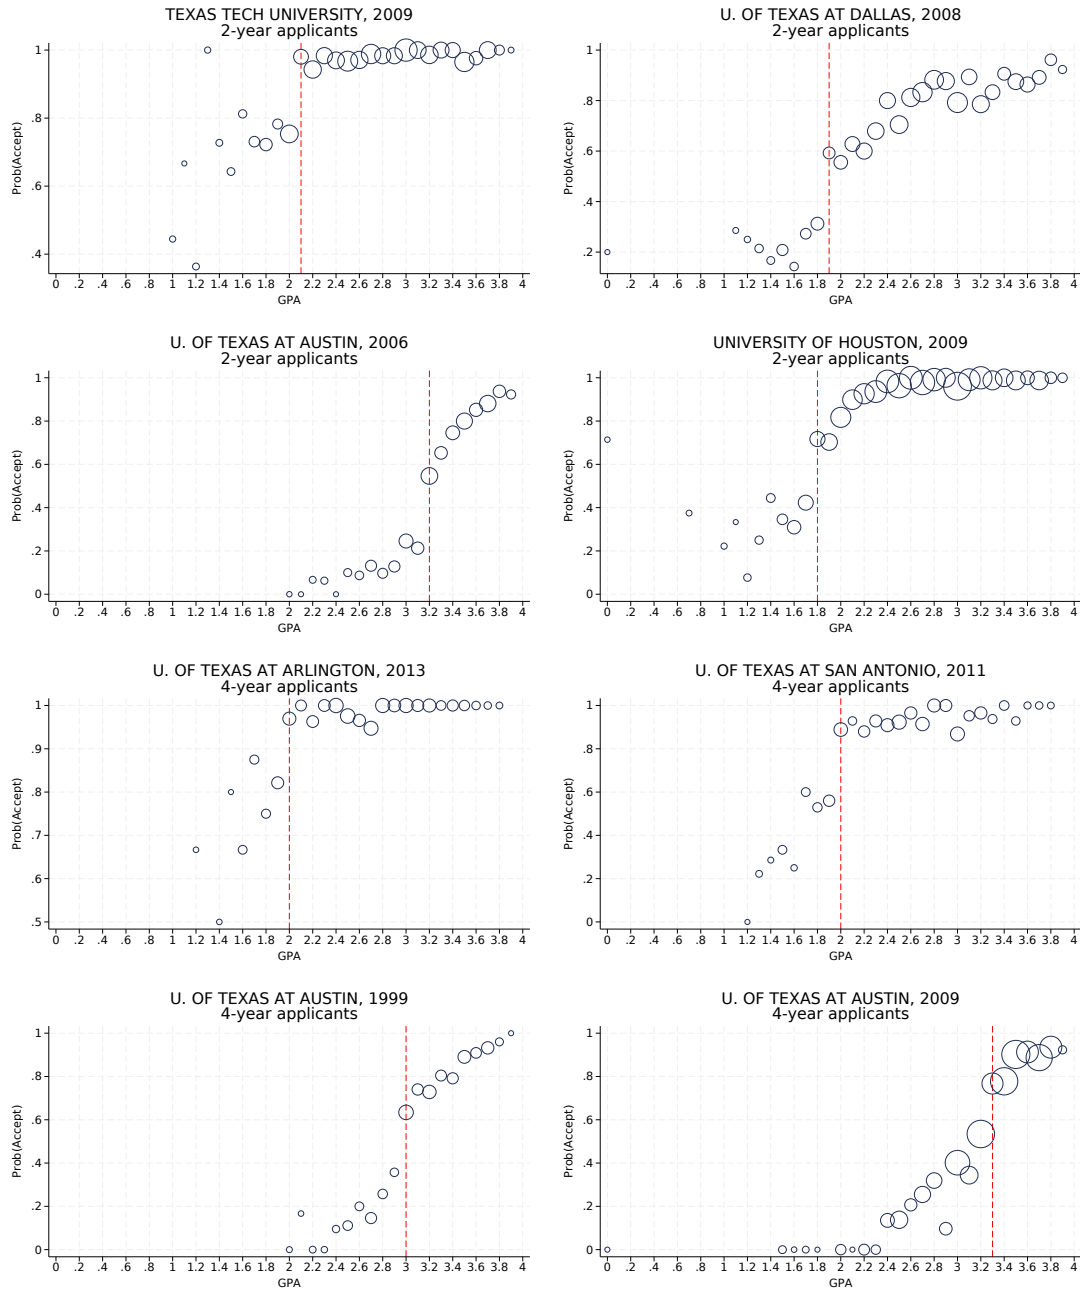 TEXAS TECH UNIVERSITY, 2009
2-year applicants
Prob(Accept)
1
.8
.6
.4
0 .2 .4 .6 .8 1 1.2 1.4 1.6 1.8 2 2.2 2.4 2.6 2.8 3 3.2 3.4 3.6 3.8 4
GPA
U. OF TEXAS AT DALLAS, 2008
2-year applicants
Prob(Accept)
1
.8
.6
.4
.2
0 .2 .4 .6 .8 1 1.2 1.4 1.6 1.8 2 2.2 2.4 2.6 2.8 3 3.2 3.4 3.6 3.8 4
GPA
U. OF TEXAS AT AUSTIN, 2006
2-year applicants
Prob(Accept)
1
.8
.6
.4
.2
0
0 .2 .4 .6 .8 1 1.2 1.4 1.6 1.8 2 2.2 2.4 2.6 2.8 3 3.2 3.4 3.6 3.8 4
GPA
UNIVERSITY OF HOUSTON, 2009
2-year applicants
Prob(Accept)
1
.8
.6
.4
.2
0
0 .2 .4 .6 .8 1 1.2 1.4 1.6 1.8 2 2.2 2.4 2.6 2.8 3 3.2 3.4 3.6 3.8 4
GPA
U. OF TEXAS AT ARLINGTON, 2013
4-year applicants
Prob(Accept)
1
.9
.8
.7
.6
.5
0 .2 .4 .6 .8 1 1.2 1.4 1.6 1.8 2 2.2 2.4 2.6 2.8 3 3.2 3.4 3.6 3.8 4
GPA
U. OF TEXAS AT SAN ANTONIO, 2011
4-year applicants
Prob(Accept)
1
.8
.6
.4
.2
0
0 .2 .4 .6 .8 1 1.2 1.4 1.6 1.8 2 2.2 2.4 2.6 2.8 3 3.2 3.4 3.6 3.8 4
GPA
U. OF TEXAS AT AUSTIN, 1999
4-year applicants
Prob(Accept)
1
.8
.6
.4
.2
0
0 .2 .4 .6 .8 1 1.2 1.4 1.6 1.8 2 2.2 2.4 2.6 2.8 3 3.2 3.4 3.6 3.8 4
GPA
U. OF TEXAS AT AUSTIN, 2009
4-year applicants
Prob(Accept)
1
.8
.6
.4
.2
0
0 .2 .4 .6 .8 1 1.2 1.4 1.6 1.8 2 2.2 2.4 2.6 2.8 3 3.2 3.4 3.6 3.8 4
GPA